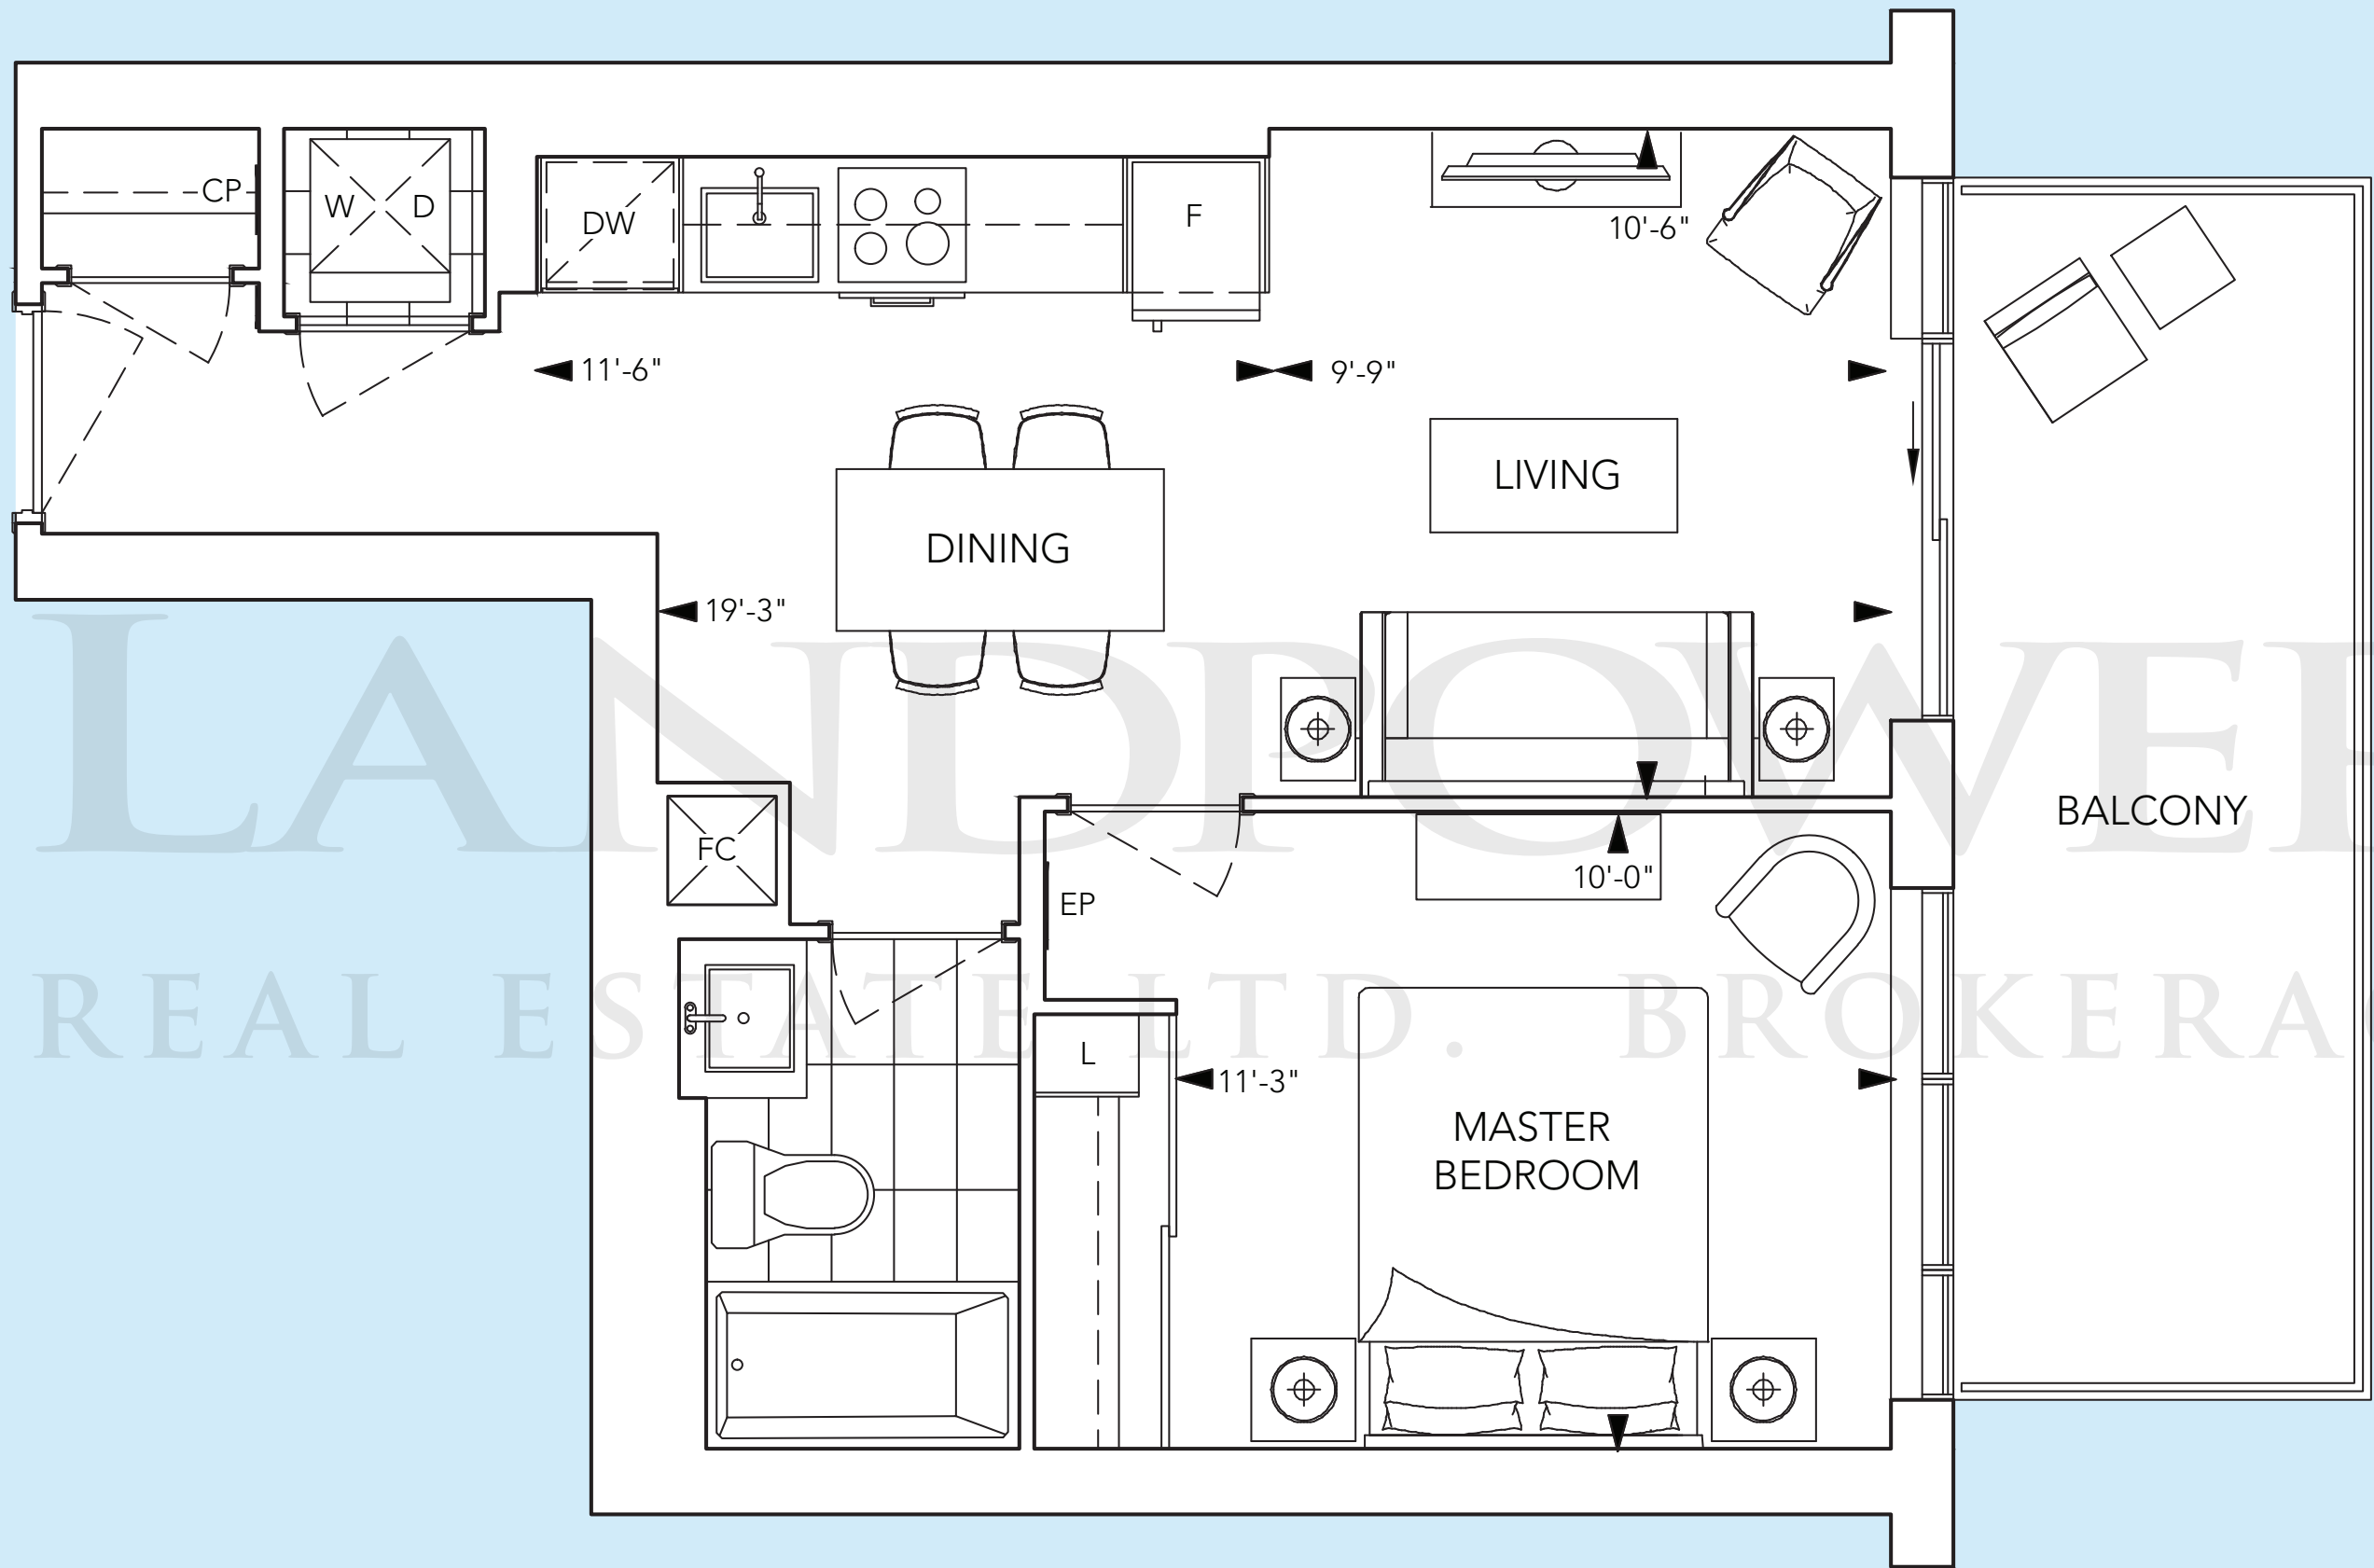 CP
W
D
DW
F
10'-6"
11'-6"
9'-9"
LIVING
DINING
19'-3"
LANDPOWE
BALCONY
FC
10'-0"
EP
REAL ESTATE LTD. BROKERA
L
11'-3"
MASTER
BEDROOM